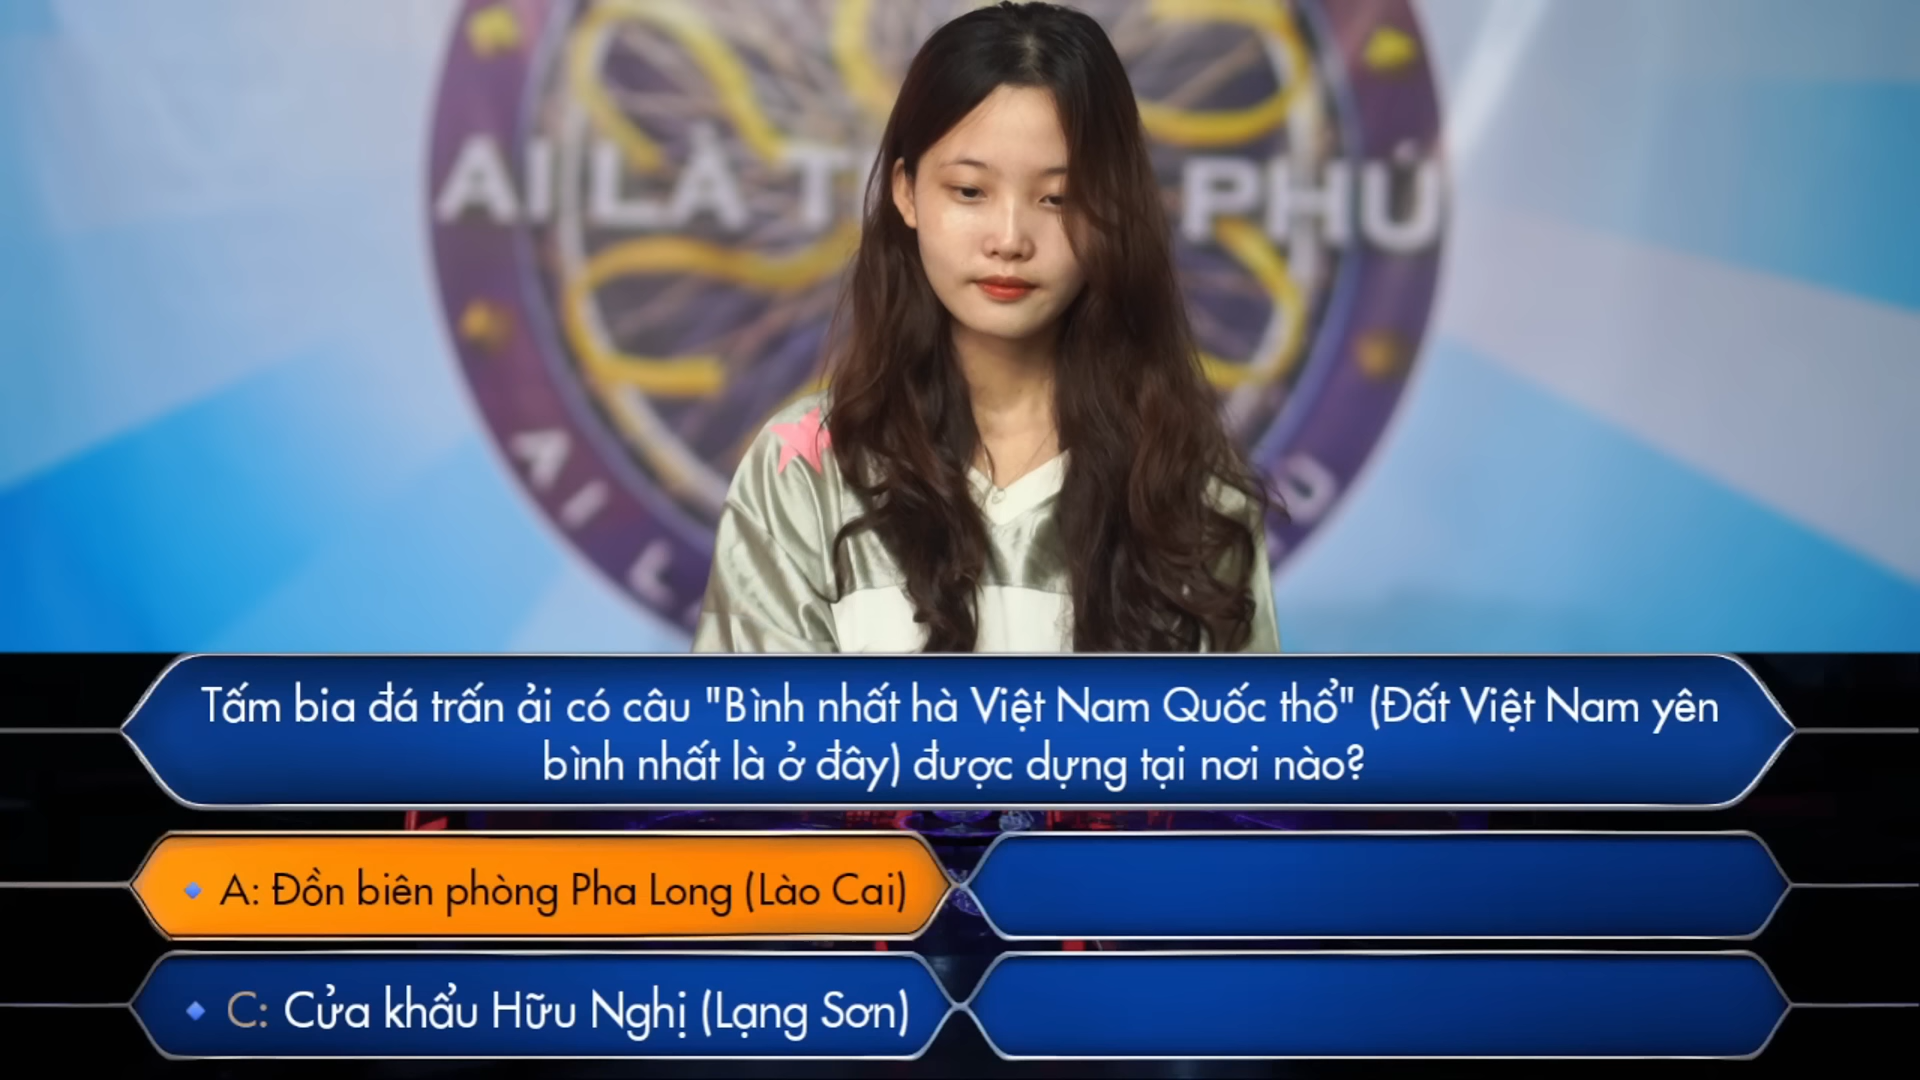 AI LÀ T PHÚ
AI L
Tấm bia đá trấn ải có câu "Bình nhất hà Việt Nam Quốc thổ" (Đất Việt Nam yên
bình nhất là ở đây) được dựng tại nơi nào?
A: Đồn biên phòng Pha Long (Lào Cai)
C: Cửa khẩu Hữu Nghị (Lạng Sơn)